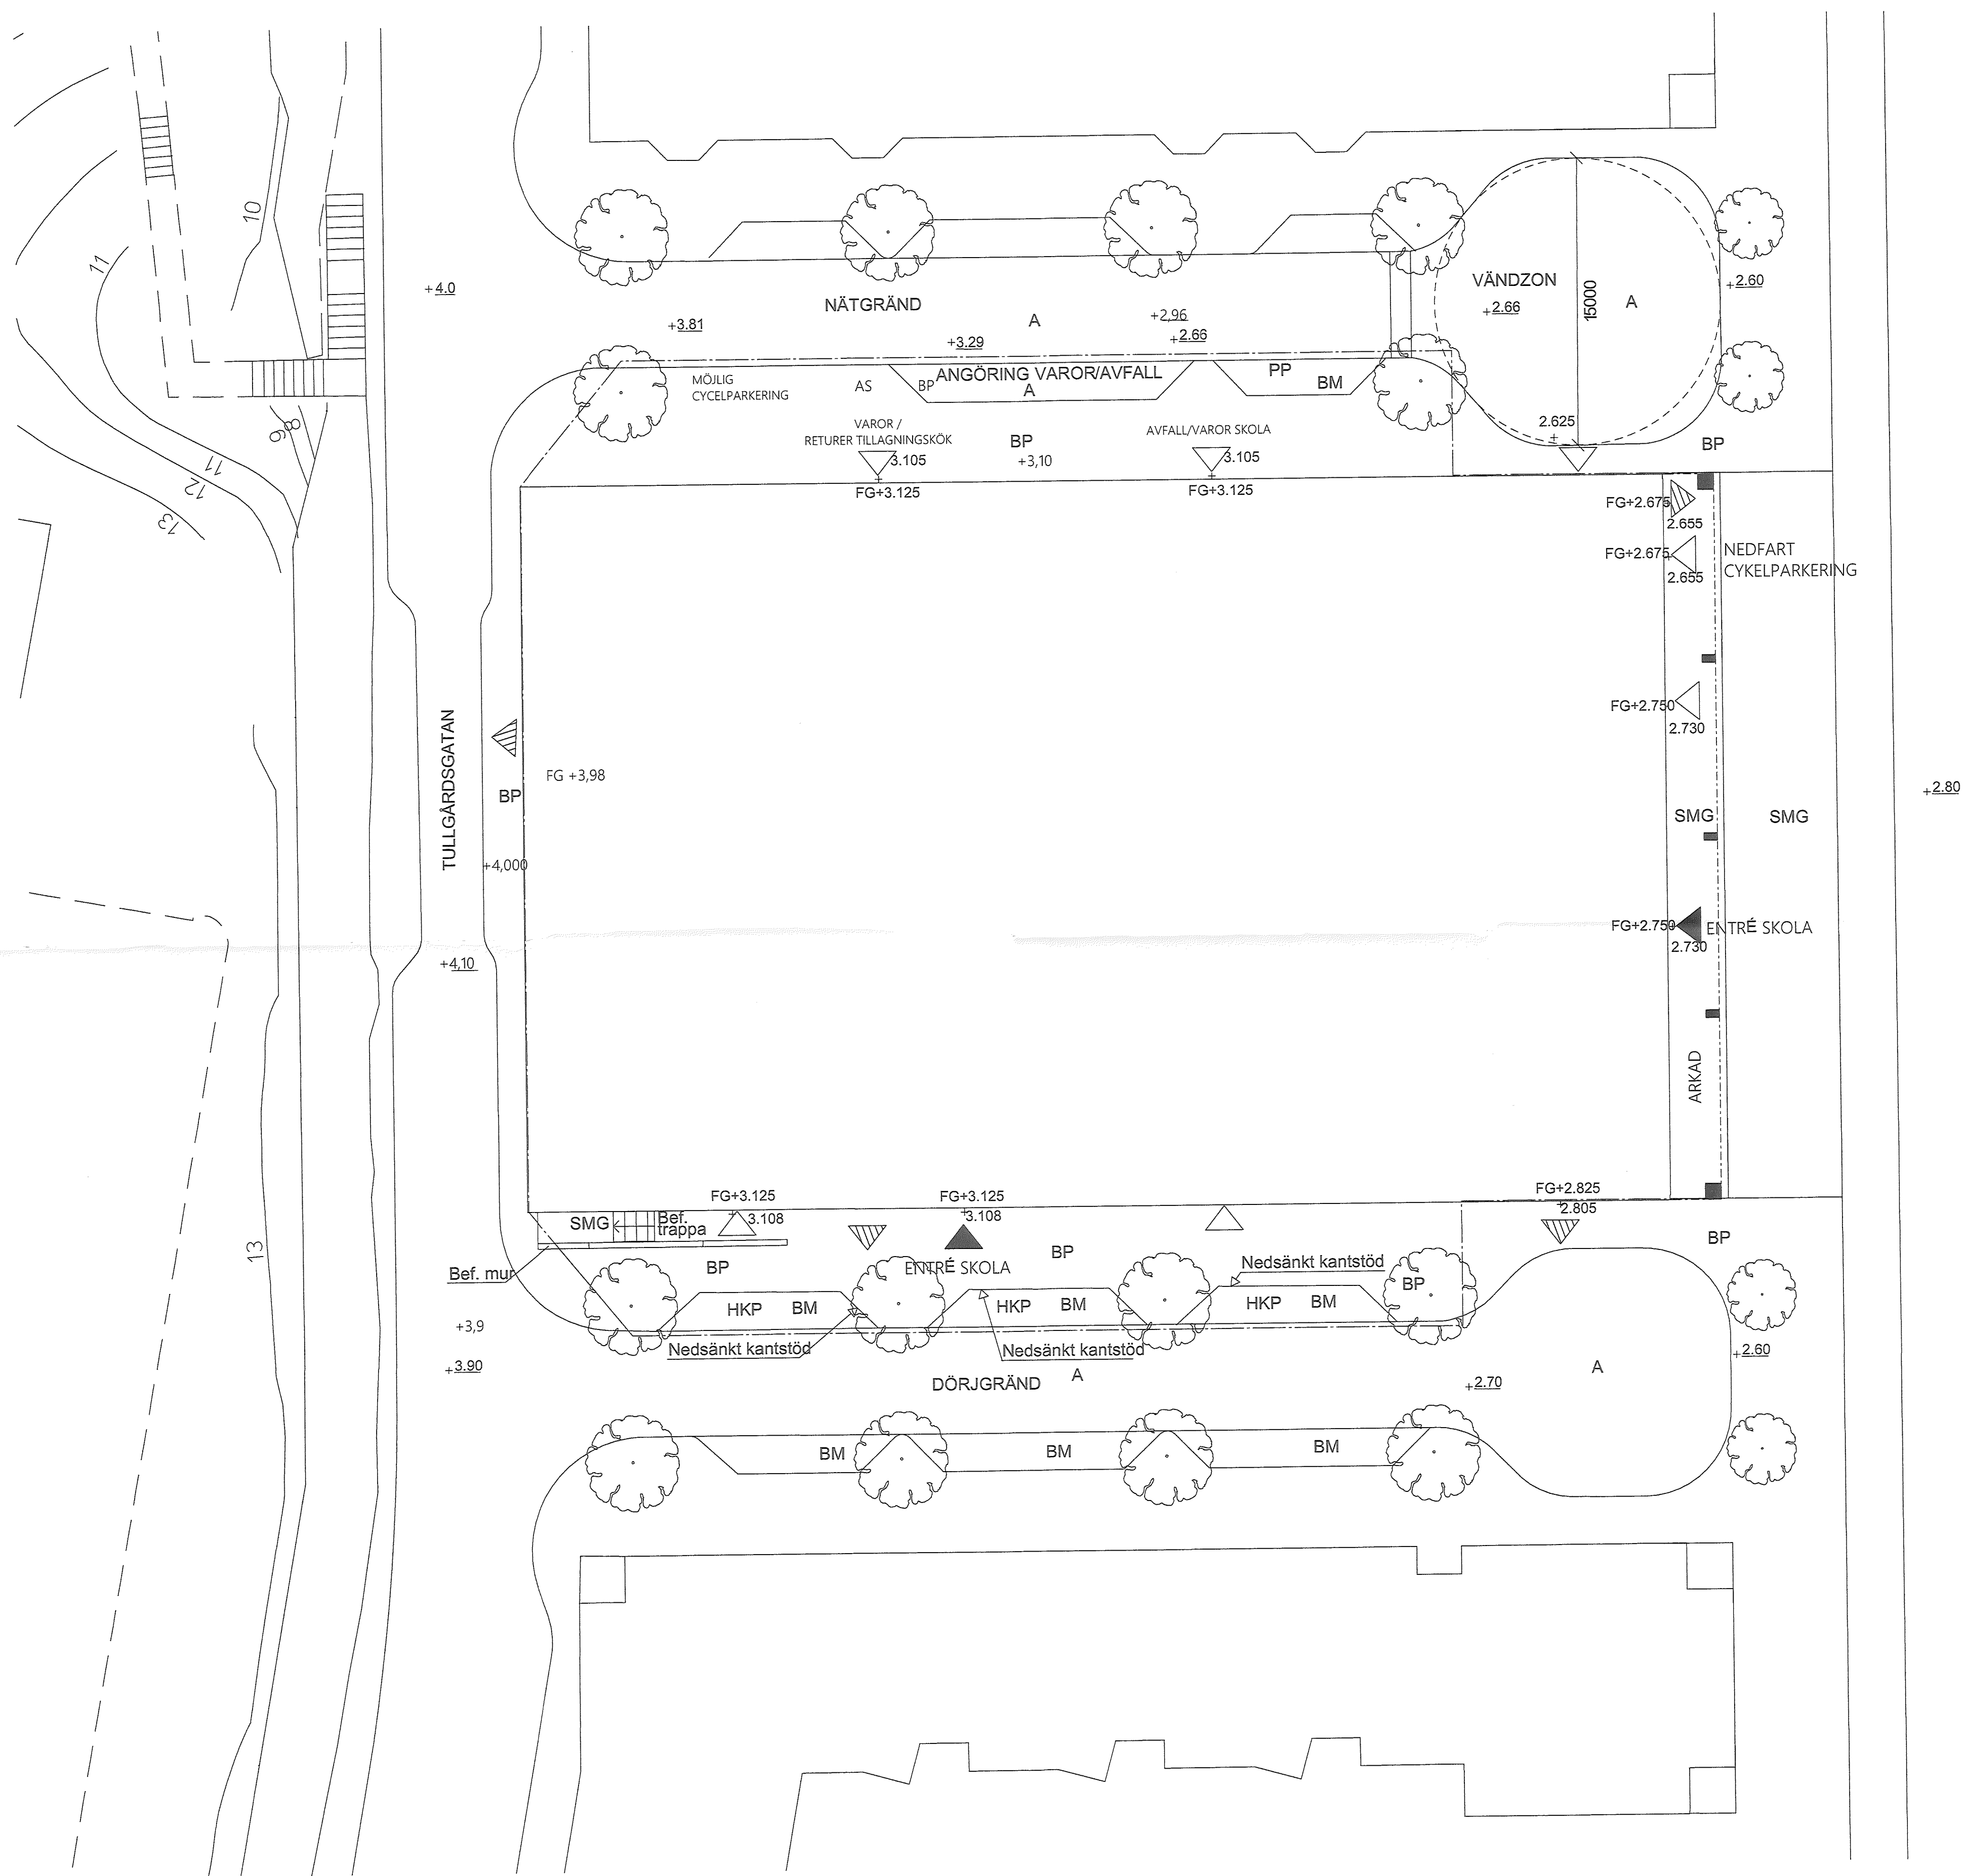 10
11
+4.0
NÄTGRÄND
+3.81
A
+2,96
+3.29
+2.66
VÄNDZON
+2.66
15000
A
+2.60
MÖJLIG
CYCELPARKERING
AS
BP
ANGÖRING VAROR/AVFALL
A
PP
BM
VAROR /
RETURER TILLAGNINGSKÖK
BP
+3,10
AVFALL/VAROR SKOLA
2.625
BP
8
9
11
12
13
3.105
FG+3.125
3.105
FG+3.125
FG+2.675
2.655
FG+2.675
2.655
NEDFART
CYKELPARKERING
FG+2.750
2.730
TULLGÅRDSGATAN
FG +3,98
BP
+4,000
+2.80
SMG
SMG
FG+2.750
2.730
ENTRÉ SKOLA
+4,10
ARKAD
FG+3.125
3.108
FG+3.125
3.108
FG+2.825
2.805
SMG
Bef.
trappa
BP
13
Bef. mur
BP
ENTRÉ SKOLA
BP
Nedsänkt kantstöd
BP
HKP
BM
HKP
BM
HKP
BM
+3,9
Nedsänkt kantstöd
Nedsänkt kantstöd
+3.90
DÖRJGRÄND
A
+2.70
A
+2.60
BM
BM
BM